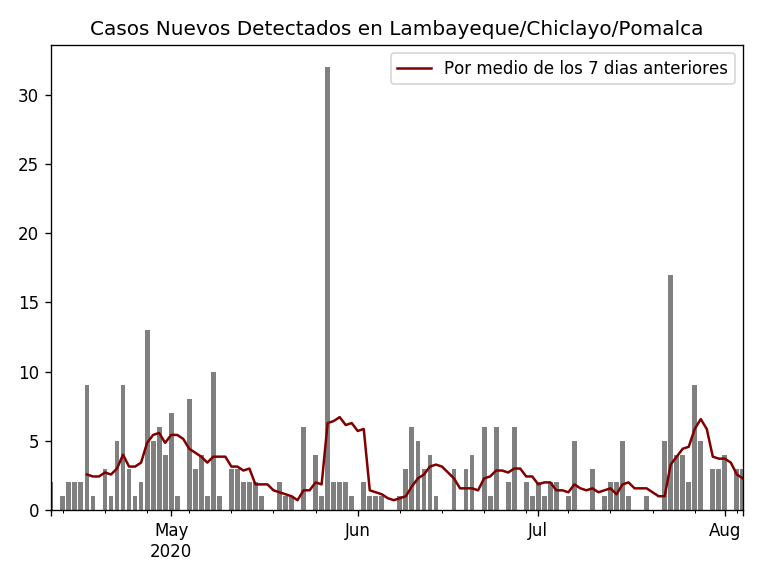 Casos Nuevos Detectados en Lambayeque/Chiclayo/Pomalca
Por medio de los 7 dias anteriores
30
25
20
15
10
5
0
May
2020
Jun
Jul
Aug